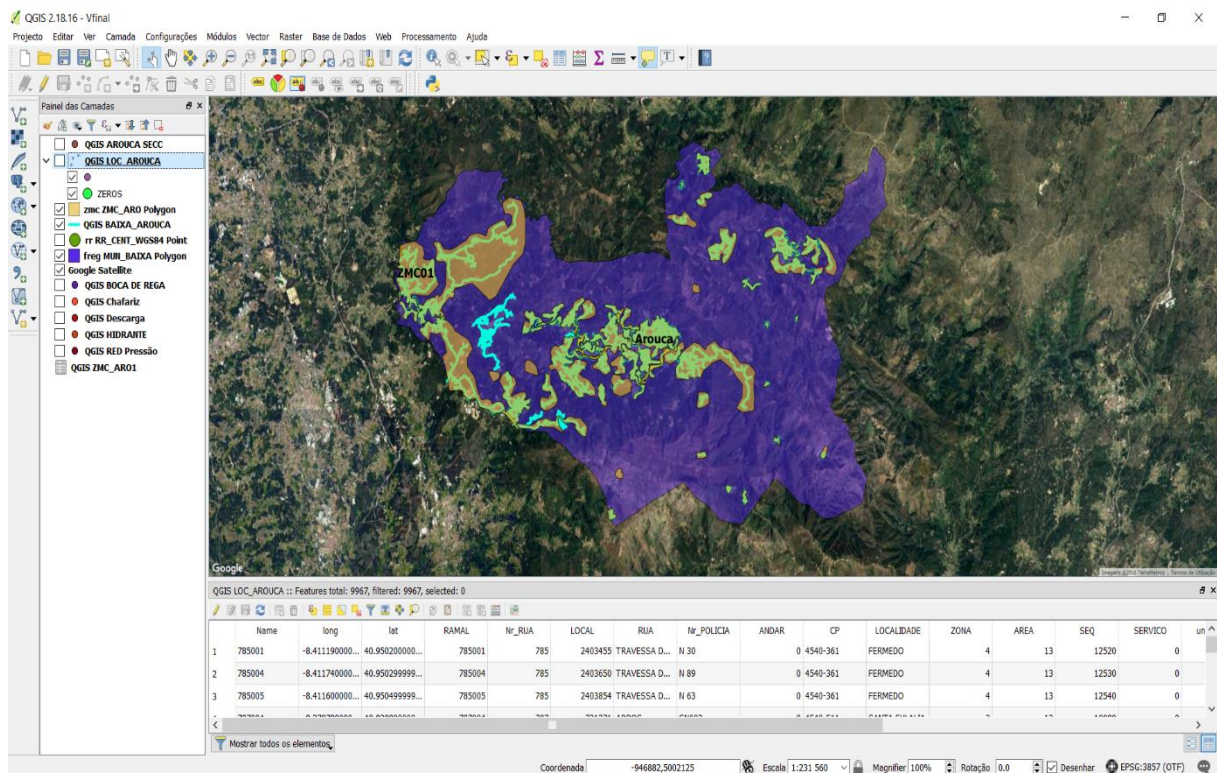 QGIS 2.18.16 - Vfinal
Projecto Editar Ver Camada Configurações Módulos Vector Raster Base de Dados Web Processamento Ajuda
Painel das Camadas
QGIS AROUCA SECC
QGIS LOC_AROUCA
ZEROS
zmc ZMC_ARO Polygon
QGIS BAIXA_AROUCA
rr RR_CENT_WGS84 Point
freg MUN_BAIXA Polygon
Google Satellite
QGIS BOCA DE REGA
QGIS Chafariz
QGIS Descarga
QGIS HIDRANTE
QGIS RED Pressão
QGIS ZMC_ARO1
ZMC01
Arouca
Google
QGIS LOC_AROUCA :: Features total: 9967, filtered: 9967, selected: 0
Name long lat RAMAL Nr_RUA LOCAL RUA Nr_POLICIA ANDAR CP LOCALIDADE ZONA AREA SEQ SERVICO
1 785001 -8.411190000... 40.950200000... 785001 785 2403455 TRAVESSA D... N 30 0 4540-361 FERMEDO 4 13 12520 0
2 785004 -8.411740000... 40.950299999... 785004 785 2403650 TRAVESSA D... N 89 0 4540-361 FERMEDO 4 13 12530 0
3 785005 -8.411600000... 40.950499999... 785005 785 2403854 TRAVESSA D... N 63 0 4540-361 FERMEDO 4 13 12540 0
Mostrar todos os elementos
Coordenada -946882,5002125 Escala 1:231 560 Magnifier 100% Rotação 0.0 Desenhar EPSG:3857 (OTF)